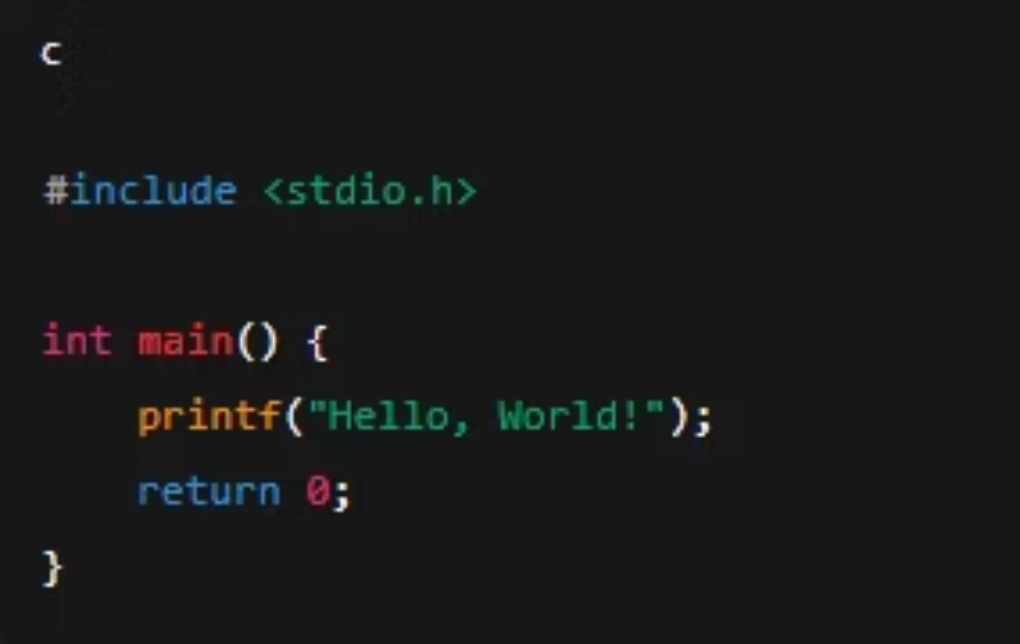 c
#include <stdio.h>
int main() {
    printf("Hello, World!");
    return 0;
}